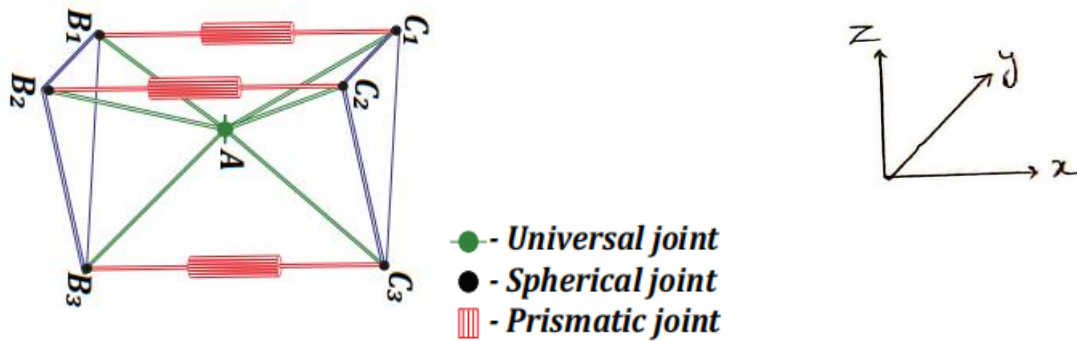 B₁
C₁
B₂
C₂
A
B₃
C₃
- Universal joint
- Spherical joint
- Prismatic joint
z
y
x